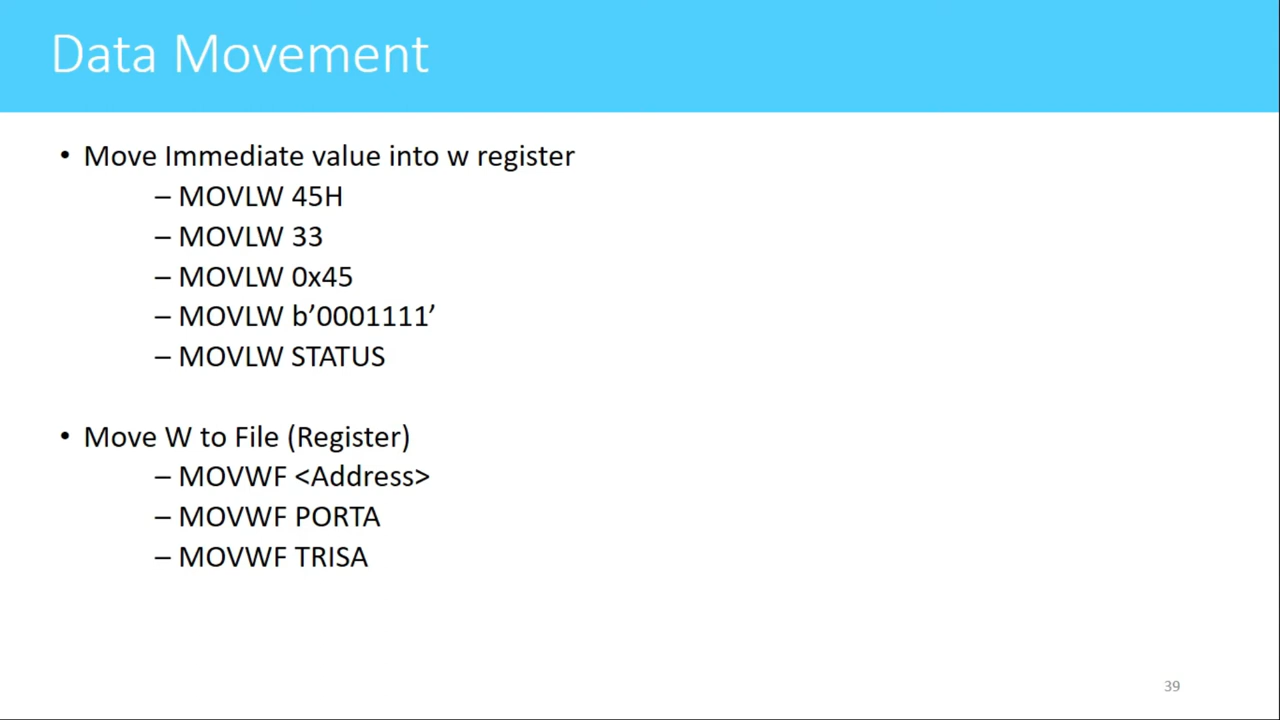 Data Movement
• Move Immediate value into w register
– MOVLW 45H
– MOVLW 33
– MOVLW 0x45
– MOVLW b’0001111’
– MOVLW STATUS
• Move W to File (Register)
– MOVWF <Address>
– MOVWF PORTA
– MOVWF TRISA
39